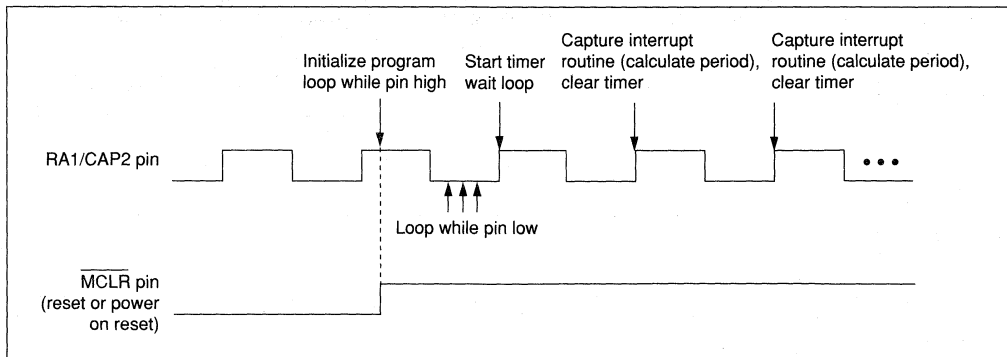 Initialize program
loop while pin high
Start timer
wait loop
Capture interrupt
routine (calculate period),
clear timer
Capture interrupt
routine (calculate period),
clear timer
RA1/CAP2 pin
Loop while pin low
MCLR pin
(reset or power
on reset)